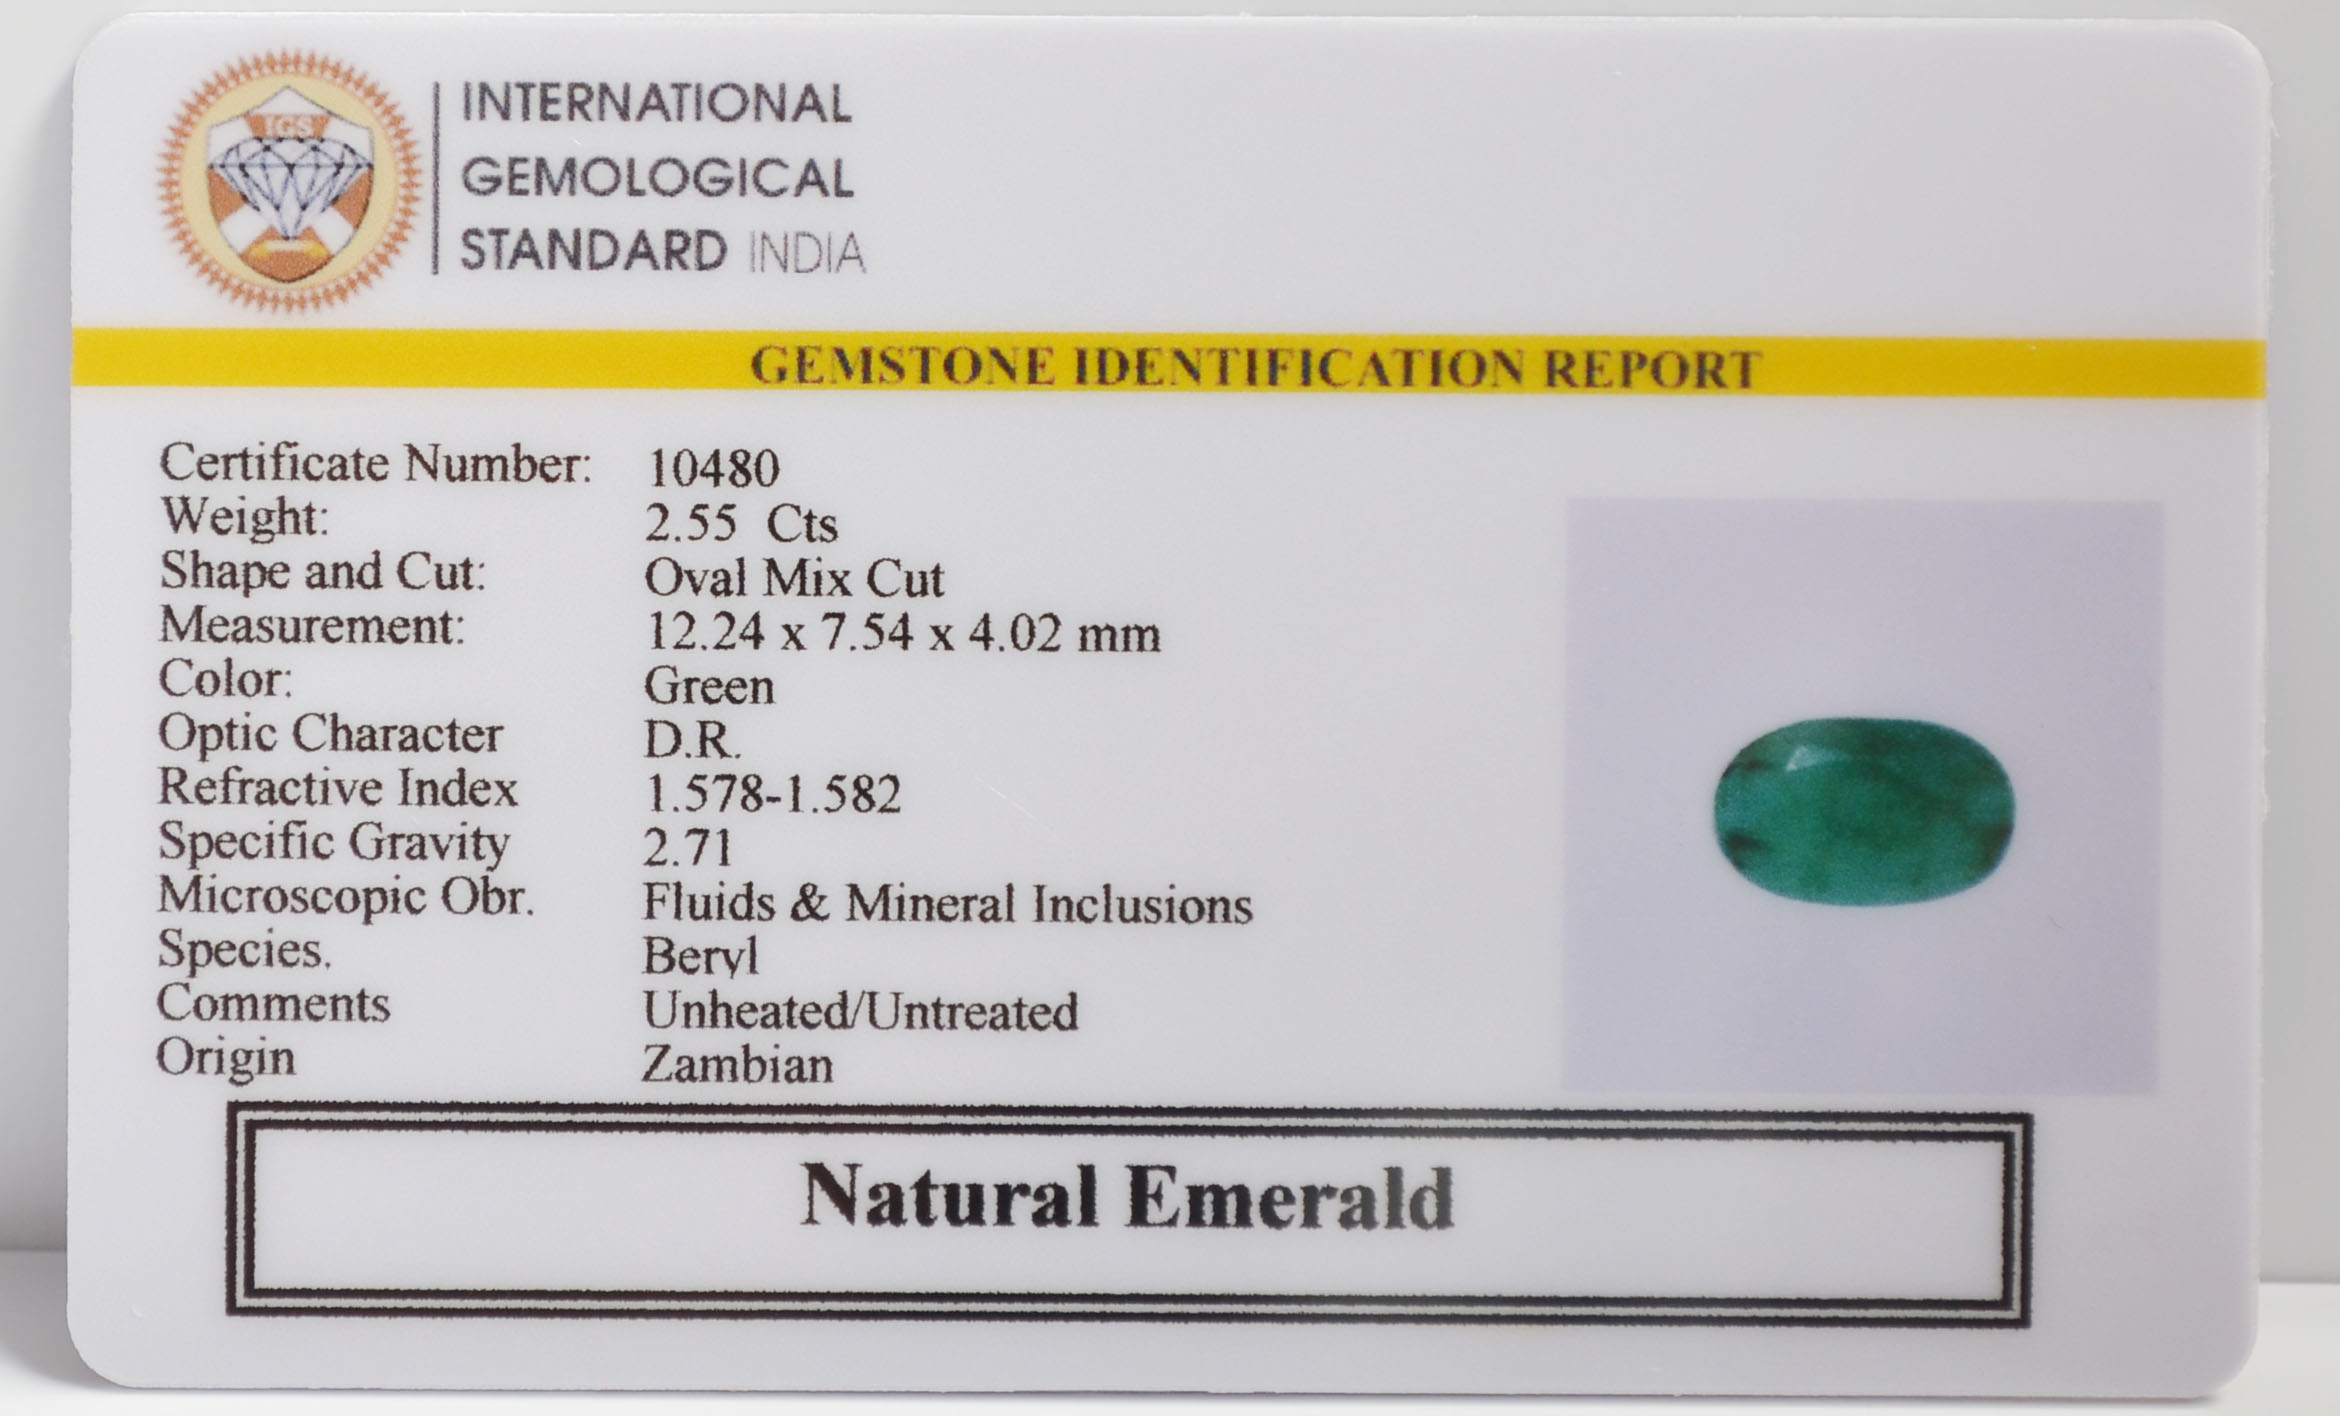 IGS
INTERNATIONAL
GEMOLOGICAL
STANDARD INDIA
GEMSTONE IDENTIFICATION REPORT
Certificate Number: 10480
Weight: 2.55 Cts
Shape and Cut: Oval Mix Cut
Measurement: 12.24 x 7.54 x 4.02 mm
Color: Green
Optic Character D.R.
Refractive Index 1.578-1.582
Specific Gravity 2.71
Microscopic Obr. Fluids & Mineral Inclusions
Species. Beryl
Comments Unheated/Untreated
Origin Zambian
Natural Emerald